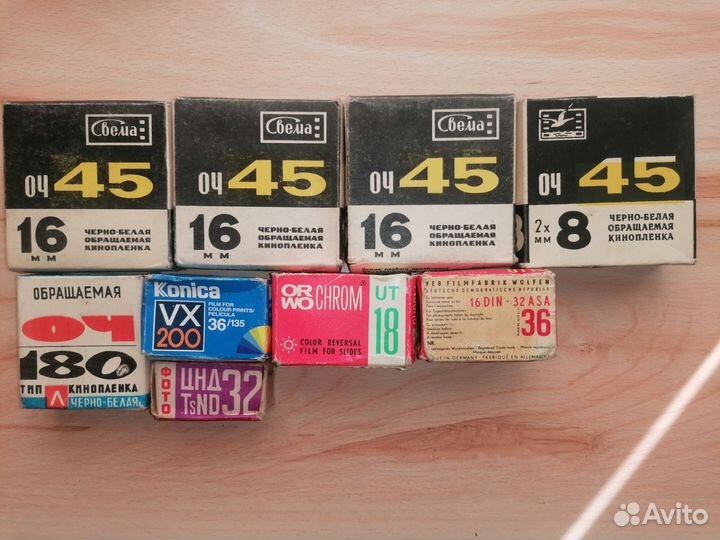 Свема
ОЧ 45
16 мм
ЧЕРНО-БЕЛАЯ
ОБРАЩАЕМАЯ
КИНОПЛЕНКА
Свема
ОЧ 45
16 мм
ЧЕРНО-БЕЛАЯ
ОБРАЩАЕМАЯ
КИНОПЛЕНКА
Свема
ОЧ 45
16 мм
ЧЕРНО-БЕЛАЯ
ОБРАЩАЕМАЯ
КИНОПЛЕНКА
ОЧ 45
2х8 мм
ЧЕРНО-БЕЛАЯ
ОБРАЩАЕМАЯ
КИНОПЛЕНКА
ОБРАЩАЕМАЯ
ОЧ
180
ТИП КИНОПЛЕНКА
Л ЧЕРНО-БЕЛАЯ
Konica
VX
200
FILM FOR
COLOUR PRINTS/
PELICULA
36/135
ФОТО
ЦНД
TsND
32
ORWO CHROM
UT
18
COLOR REVERSAL
FILM FOR SLIDES
VEB FILMFABRIK WOLFEN
DEUTSCHE DEMOKRATISCHE REPUBLIK
16 DIN · 32 ASA
36
NR.
MADE IN GERMANY · FABRIQUÉ EN ALLEMAGNE
Avito